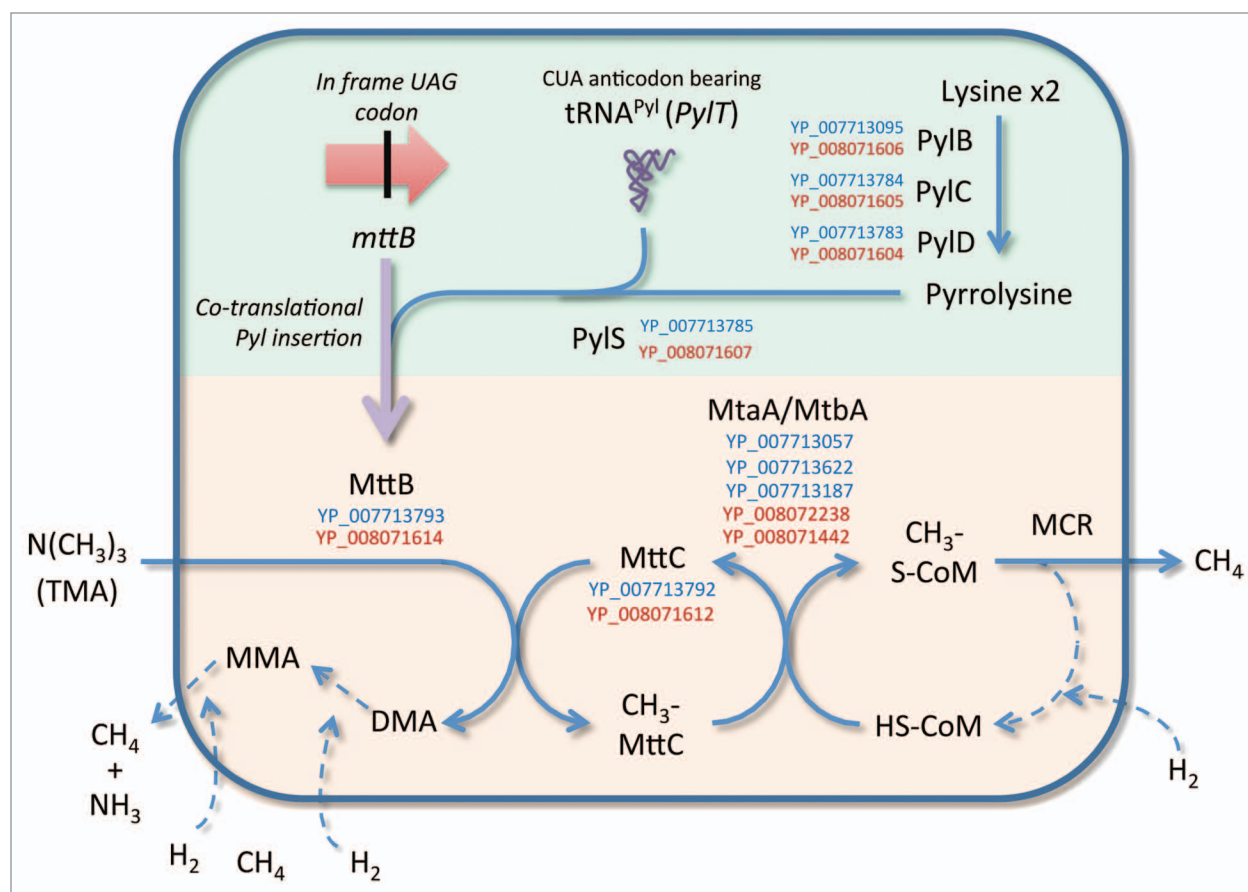 In frame UAG
codon
mttB
Co-translational
Pyl insertion
CUA anticodon bearing
tRNAᴾʸˡ (PylT)
Lysine x2
YP_007713095
YP_008071606
PylB
YP_007713784
YP_008071605
PylC
YP_007713783
YP_008071604
PylD
Pyrrolysine
PylS
YP_007713785
YP_008071607
MtaA/MtbA
YP_007713057
YP_007713622
YP_007713187
YP_008072238
YP_008071442
MttB
YP_007713793
YP_008071614
N(CH₃)₃
(TMA)
MttC
YP_007713792
YP_008071612
CH₃-
S-CoM
MCR
CH₄
MMA
DMA
CH₃-
MttC
HS-CoM
CH₄
+
NH₃
H₂
CH₄
H₂
H₂